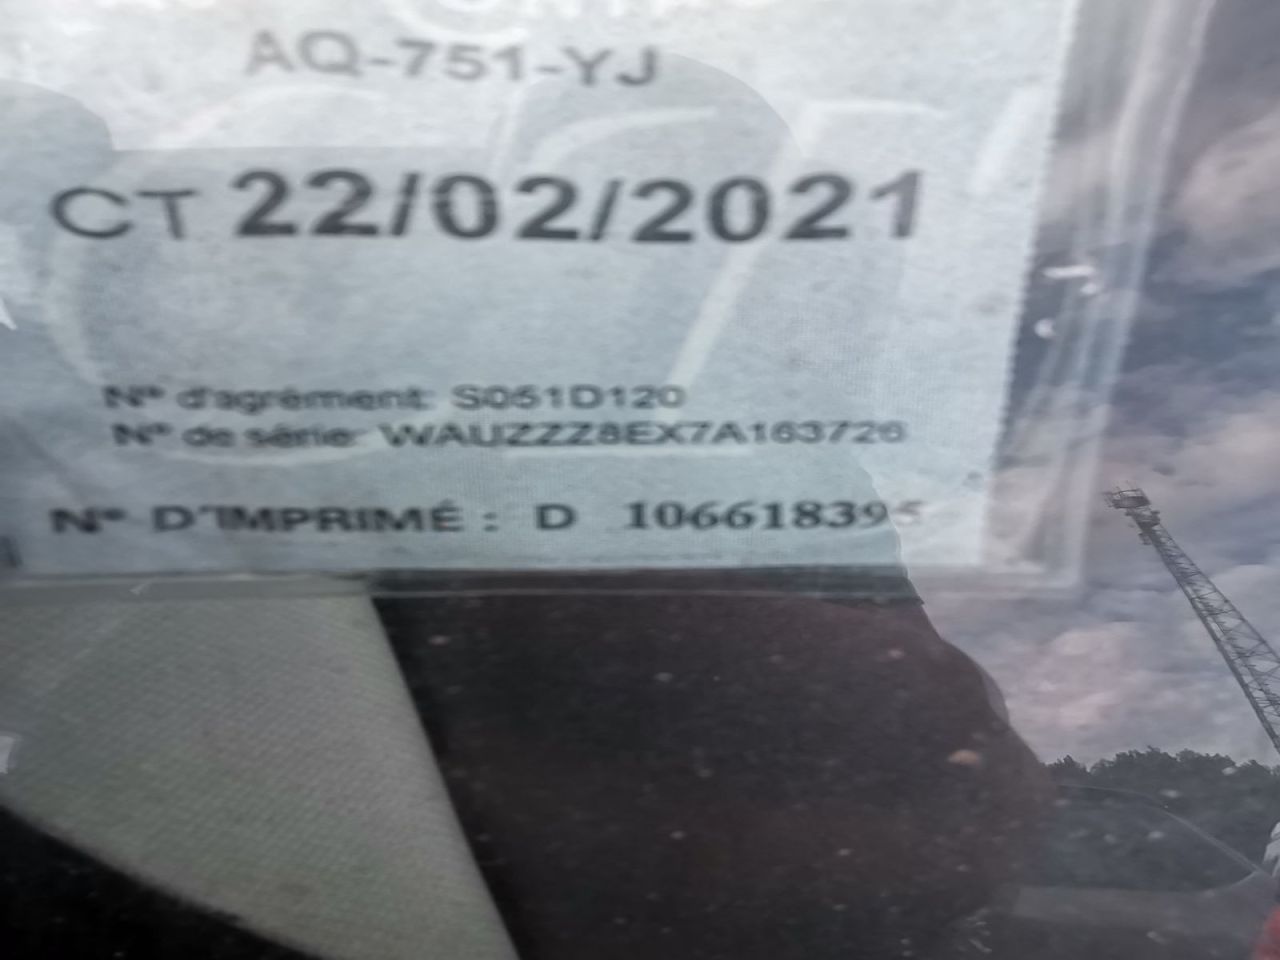 AQ-751-YJ
CT 22/02/2021
N° d'agrément: S051D120
N° de série: WAUZZZ8EX7A163726
N° D'IMPRIMÉ : D 106618395